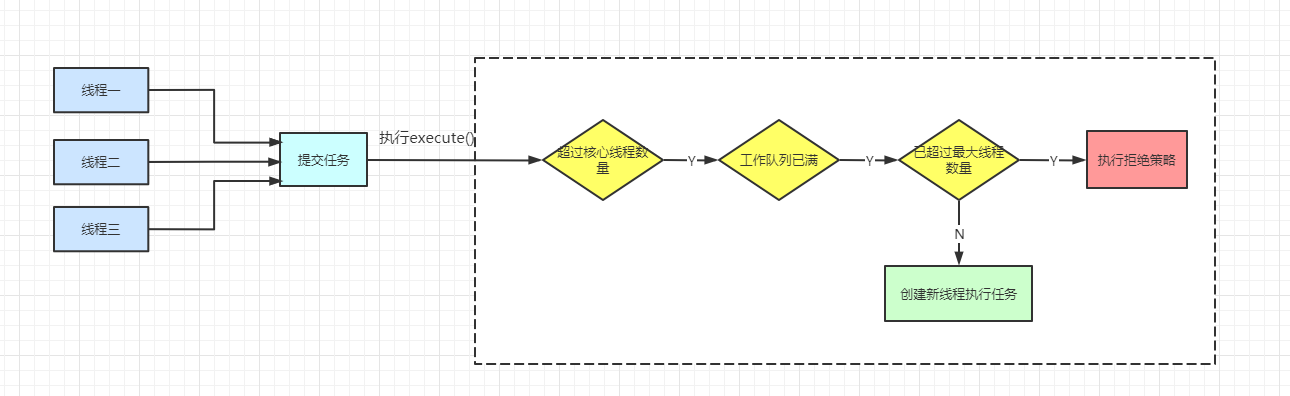 线程一
线程二
线程三
提交任务
执行execute()
超过核心线程数
量
Y
工作队列已满
Y
已超过最大线程
数量
Y
执行拒绝策略
N
创建新线程执行任务